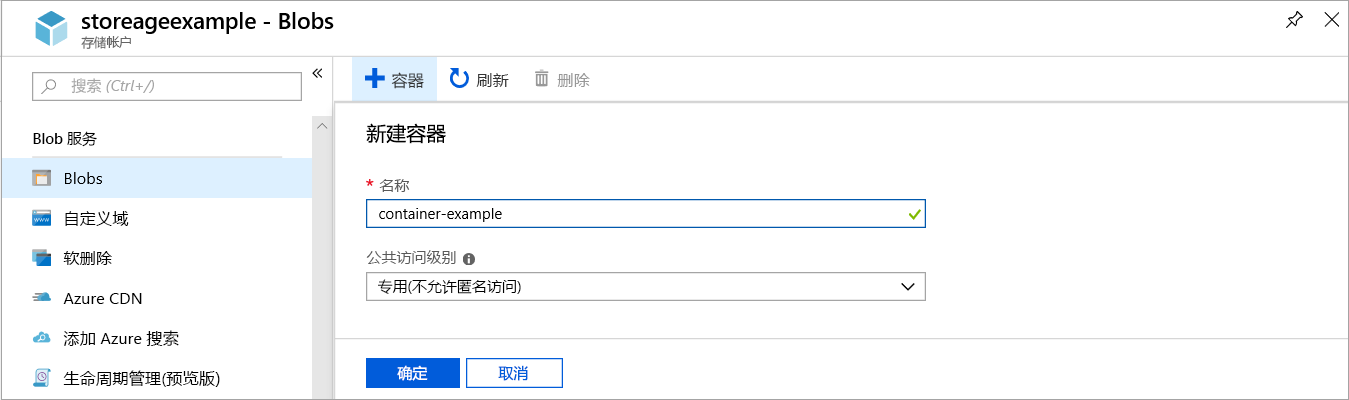 storeageexample - Blobs
存储帐户
搜索 (Ctrl+/)
Blob 服务
Blobs
自定义域
软删除
Azure CDN
添加 Azure 搜索
生命周期管理(预览版)
容器
刷新
删除
新建容器
* 名称
container-example
公共访问级别
专用(不允许匿名访问)
确定
取消